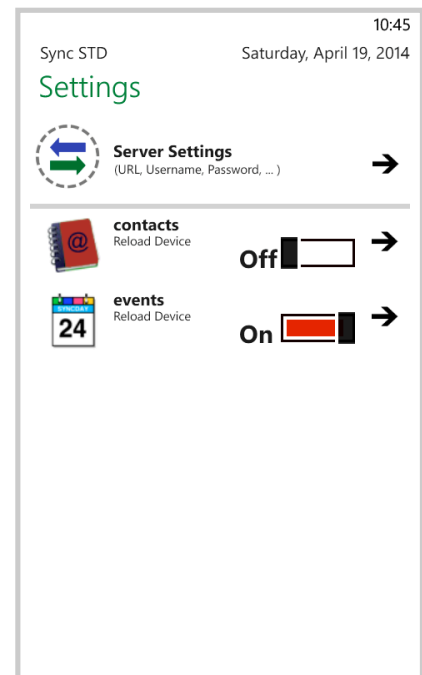 10:45
Sync STD Saturday, April 19, 2014
Settings
Server Settings
(URL, Username, Password, ... )
contacts
Reload Device
@
Off
events
Reload Device
SYNCDAY
24
On